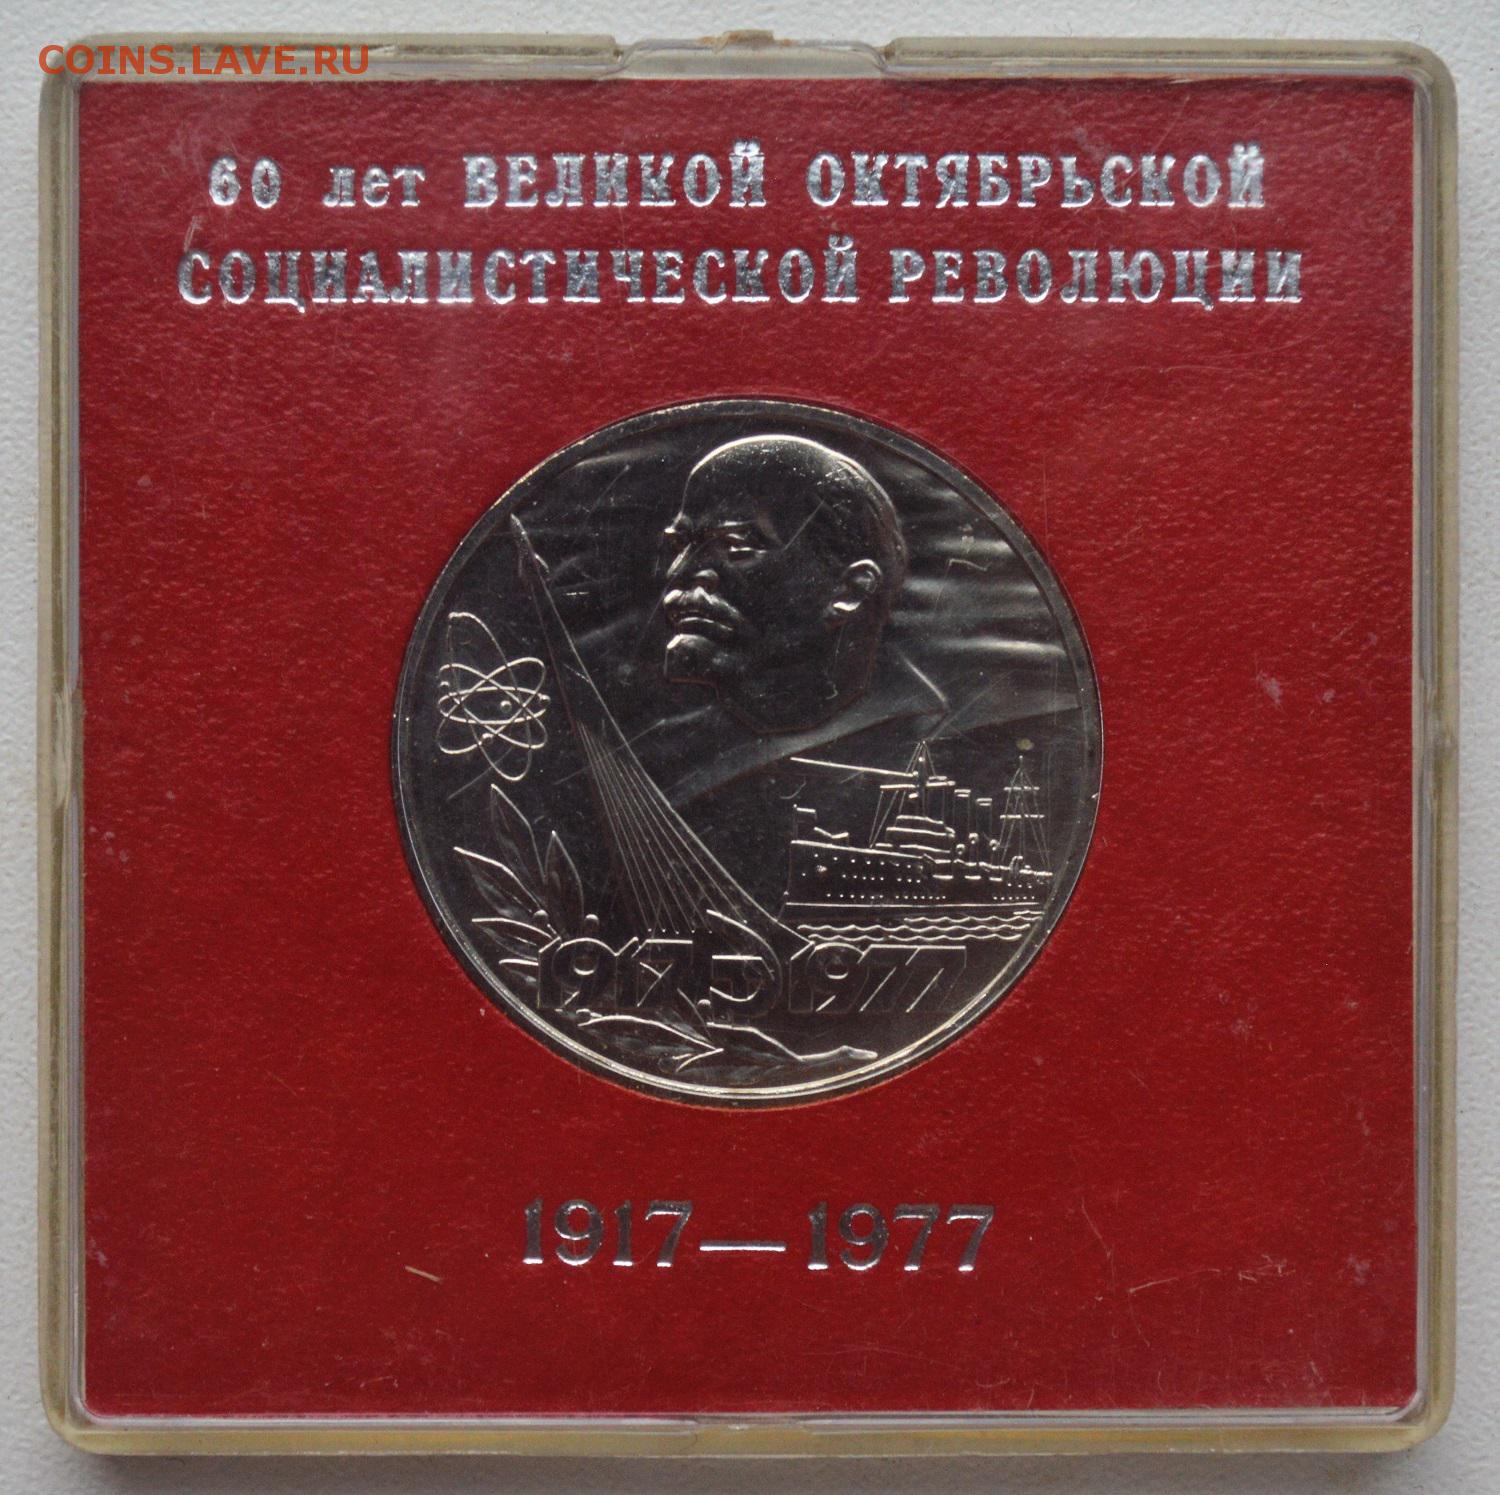 COINS.LAVE.RU
60 лет ВЕЛИКОЙ ОКТЯБРЬСКОЙ
СОЦИАЛИСТИЧЕСКОЙ РЕВОЛЮЦИИ
1917 1977
1917—1977